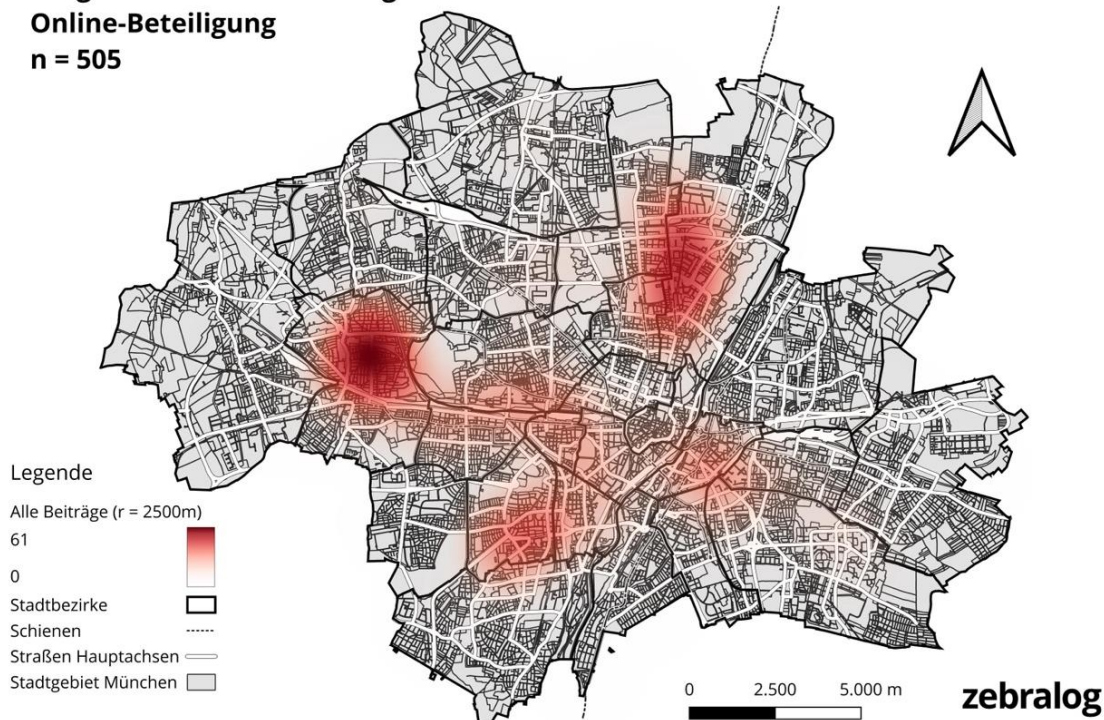 Online-Beteiligung
n = 505
Legende
Alle Beiträge (r = 2500m)
61
0
Stadtbezirke
Schienen
Straßen Hauptachsen
Stadtgebiet München
0 2.500 5.000 m
zebralog